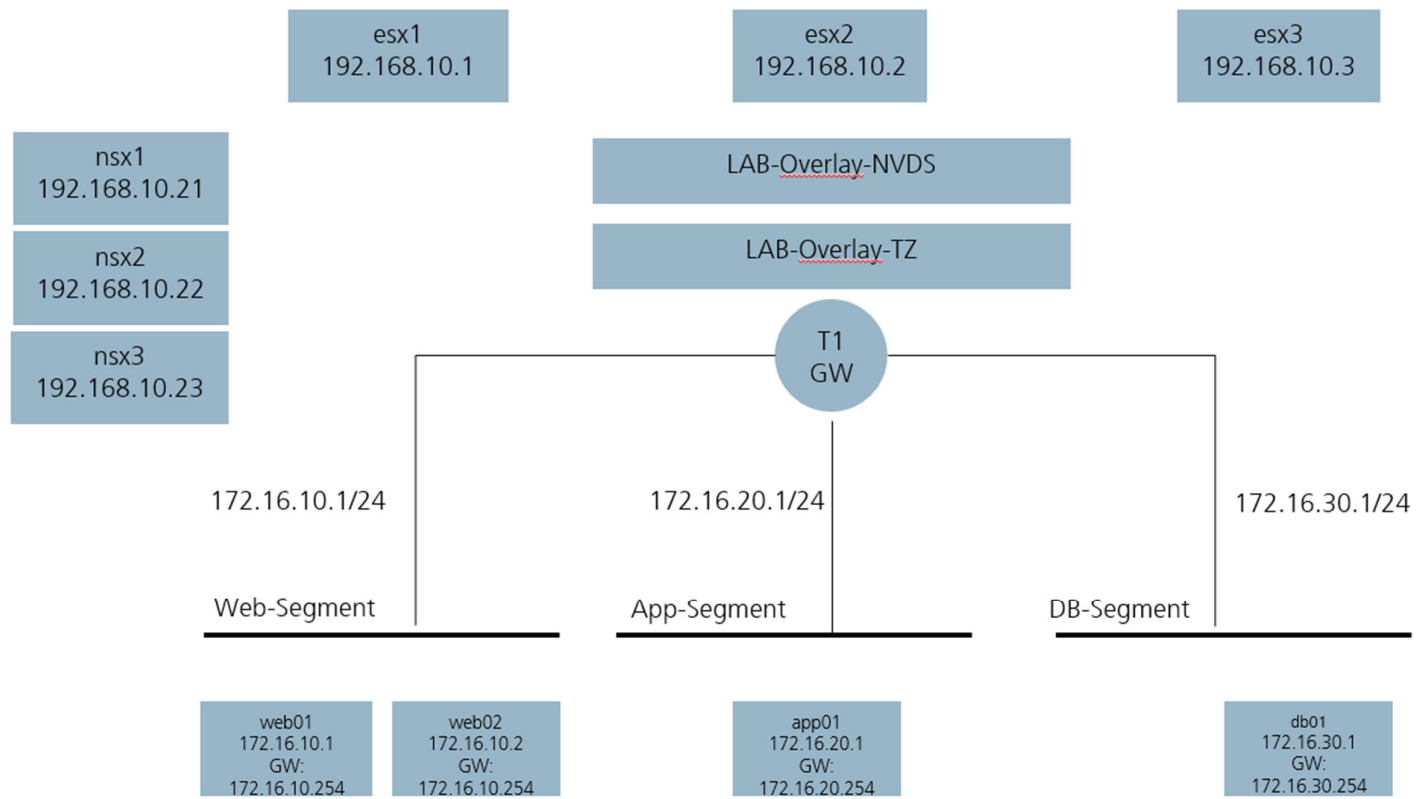 esx1
192.168.10.1
esx2
192.168.10.2
esx3
192.168.10.3
nsx1
192.168.10.21
nsx2
192.168.10.22
nsx3
192.168.10.23
LAB-Overlay-NVDS
LAB-Overlay-TZ
T1
GW
172.16.10.1/24
172.16.20.1/24
172.16.30.1/24
Web-Segment
App-Segment
DB-Segment
web01
172.16.10.1
GW:
172.16.10.254
web02
172.16.10.2
GW:
172.16.10.254
app01
172.16.20.1
GW:
172.16.20.254
db01
172.16.30.1
GW:
172.16.30.254